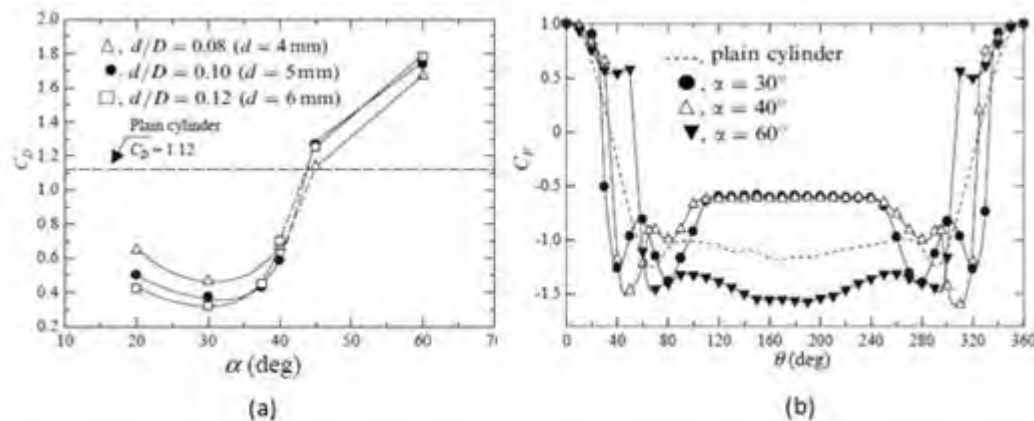 2.0
1.8
1.6
1.4
1.2
1.0
0.8
0.6
0.4
0.2
C_D
△, d/D = 0.08 (d = 4 mm)
●, d/D = 0.10 (d = 5 mm)
□, d/D = 0.12 (d = 6 mm)
Plain cylinder
C_D = 1.12
10 20 30 40 50 60 70
α (deg)
(a)
1.0
0.5
0
-0.5
-1.0
-1.5
C_P
-----, plain cylinder
●, α = 30°
△, α = 40°
▼, α = 60°
0 40 80 120 160 200 240 280 320 360
θ (deg)
(b)